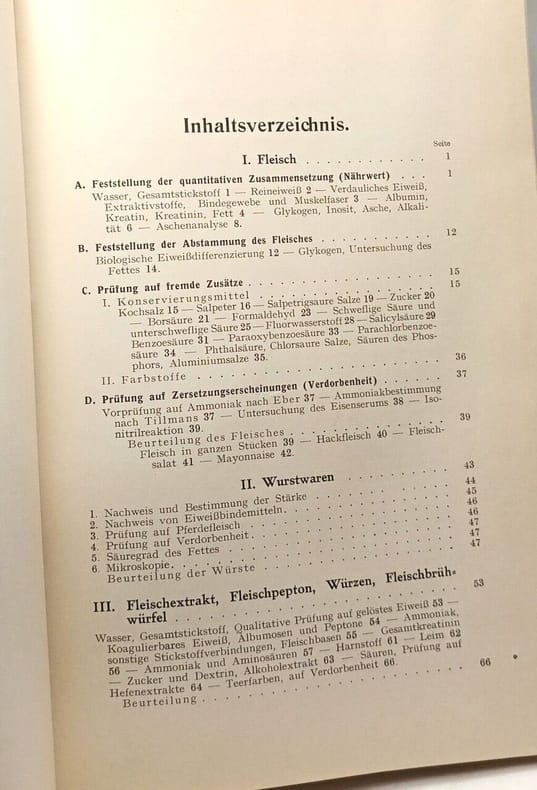 Inhaltsverzeichnis.
Seite
I. Fleisch . . . . . . . . . . . . 1
A. Feststellung der quantitativen Zusammensetzung (Nährwert) . . . 1
Wasser, Gesamtstickstoff 1 — Reineiweiß 2 — Verdauliches Eiweiß,
Extraktivstoffe, Bindegewebe und Muskelfaser 3 — Albumin,
Kreatin, Kreatinin, Fett 4 — Glykogen, Inosit, Asche, Alkali-
tät 6 — Aschenanalyse 8.
B. Feststellung der Abstammung des Fleisches . . . . . . . . . . 12
Biologische Eiweißdifferenzierung 12 — Glykogen, Untersuchung des
Fettes 14.
C. Prüfung auf fremde Zusätze . . . . . . . . . . . . . . . . . 15
I. Konservierungsmittel . . . . . . . . . . . . . . . . . 15
Kochsalz 15 — Salpeter 16 — Salpetrigsaure Salze 19 — Zucker 20
— Borsäure 21 — Formaldehyd 23 — Schweflige Säure und
unterschweflige Säure 25 — Fluorwasserstoff 28 — Salicylsäure 29
Benzoesäure 31 — Paraoxybenzoesäure 33 — Parachlorbenzoe-
säure 34 — Phthalsäure, Chlorsaure Salze, Säuren des Phos-
phors, Aluminiumsalze 35.
II. Farbstoffe . . . . . . . . . . . . . . . . . . . . . . 36
D. Prüfung auf Zersetzungserscheinungen (Verdorbenheit) . . . . . . 37
Vorprüfung auf Ammoniak nach Eber 37 — Ammoniakbestimmung
nach Tillmans 37 — Untersuchung des Eisenserums 38 — Iso-
nitrilreaktion 39.
Beurteilung des Fleisches . . . . . . . . . . . . . . . 39
Fleisch in ganzen Stucken 39 — Hackfleisch 40 — Fleisch-
salat 41 — Mayonnaise 42.
II. Wurstwaren . . . . . . . . . . 43
1. Nachweis und Bestimmung der Stärke . . . . . . . . . . . . 44
2. Nachweis von Eiweißbindemitteln . . . . . . . . . . . . . . 45
3. Prüfung auf Pferdefleisch . . . . . . . . . . . . . . . . . 46
4. Prüfung auf Verdorbenheit . . . . . . . . . . . . . . . . . 46
5. Säuregrad des Fettes . . . . . . . . . . . . . . . . . . . 47
6. Mikroskopie . . . . . . . . . . . . . . . . . . . . . . . 47
Beurteilung der Würste . . . . . . . . . . . . . . . . . 47
III. Fleischextrakt, Fleischpepton, Würzen, Fleischbrüh-
würfel . . . . . . . . . . . . . . . . . . . . 53
Wasser, Gesamtstickstoff, Qualitative Prüfung auf gelöstes Eiweiß 53 —
Koagulierbares Eiweiß, Albumosen und Peptone 54 — Ammoniak,
sonstige Stickstoffverbindungen, Fleischbasen 55 — Gesamtkreatinin
56 — Ammoniak und Aminosäuren 57 — Harnstoff 61 — Leim 62
— Zucker und Dextrin, Alkoholextrakt 63 — Säuren, Prüfung auf
Hefenextrakte 64 — Teerfarben, auf Verdorbenheit 66.
Beurteilung . . . . . . . . . . . . . . . . . . . . . . 66